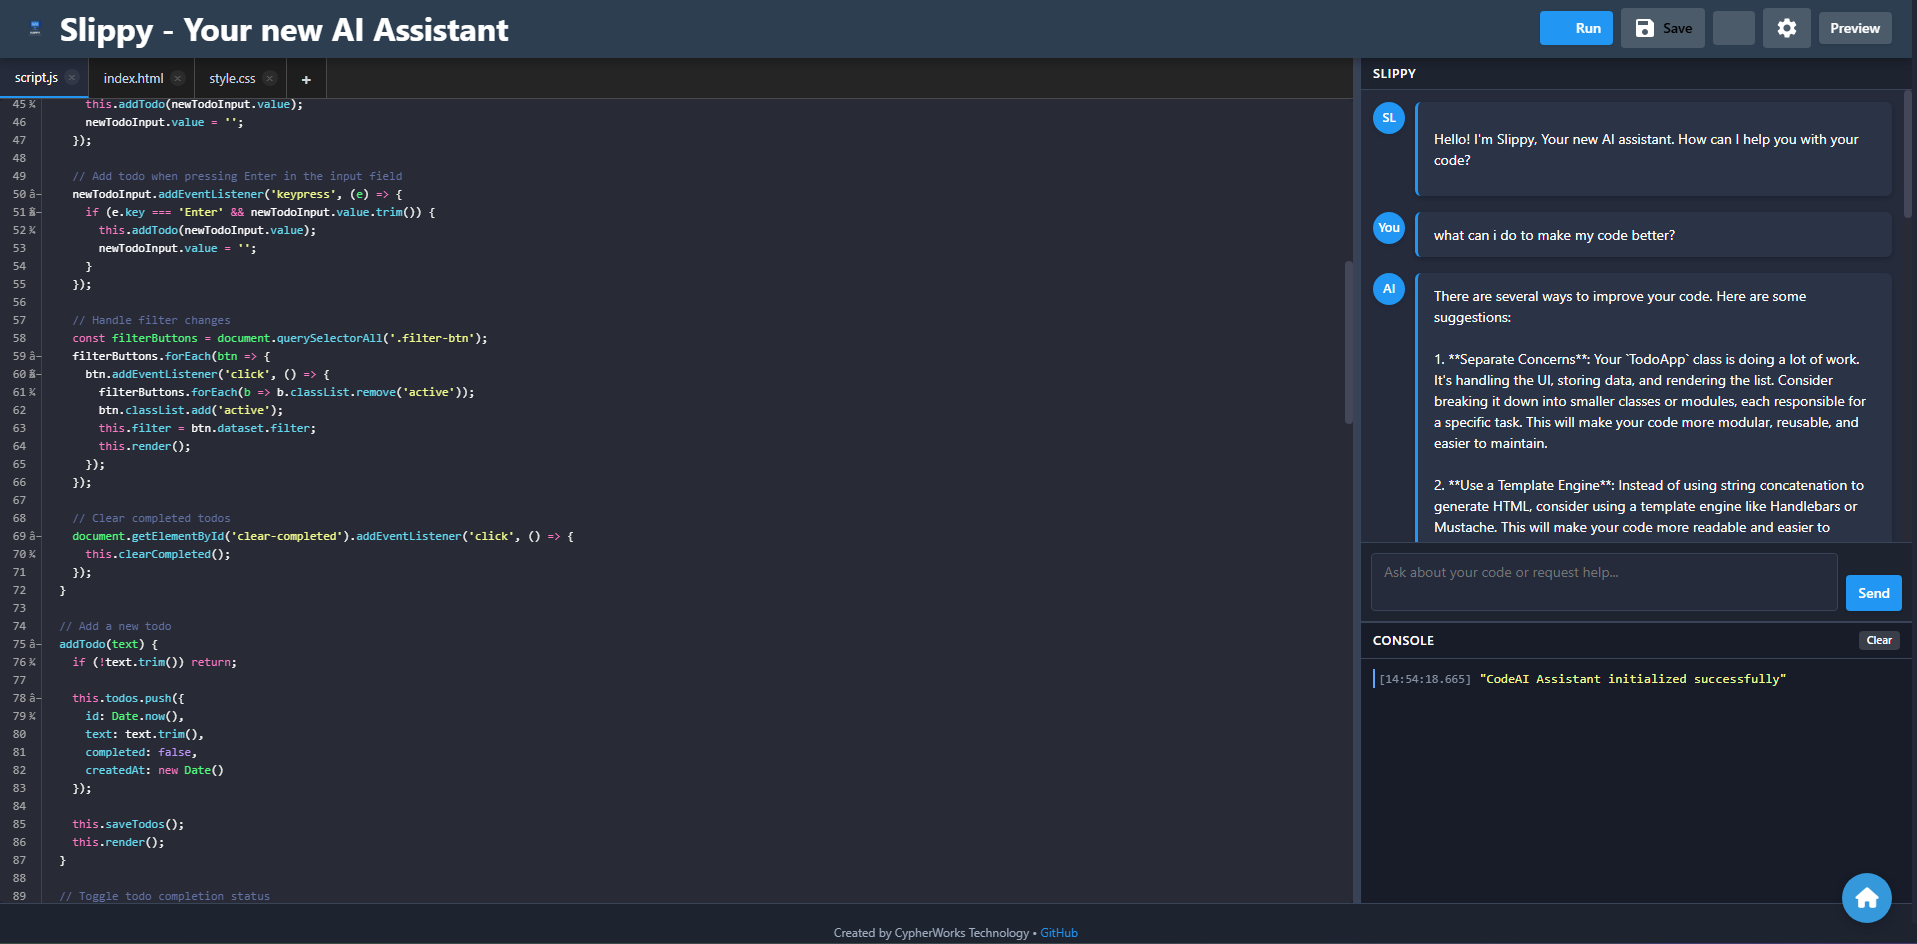 Slippy - Your new AI Assistant
Run
Save
Preview
script.js ×
index.html ×
style.css ×
+
45 this.addTodo(newTodoInput.value);
46 newTodoInput.value = '';
47 });
48
49 // Add todo when pressing Enter in the input field
50 newTodoInput.addEventListener('keypress', (e) => {
51 if (e.key === 'Enter' && newTodoInput.value.trim()) {
52 this.addTodo(newTodoInput.value);
53 newTodoInput.value = '';
54 }
55 });
56
57 // Handle filter changes
58 const filterButtons = document.querySelectorAll('.filter-btn');
59 filterButtons.forEach(btn => {
60 btn.addEventListener('click', () => {
61 filterButtons.forEach(b => b.classList.remove('active'));
62 btn.classList.add('active');
63 this.filter = btn.dataset.filter;
64 this.render();
65 });
66 });
67
68 // Clear completed todos
69 document.getElementById('clear-completed').addEventListener('click', () => {
70 this.clearCompleted();
71 });
72 }
73
74 // Add a new todo
75 addTodo(text) {
76 if (!text.trim()) return;
77
78 this.todos.push({
79 id: Date.now(),
80 text: text.trim(),
81 completed: false,
82 createdAt: new Date()
83 });
84
85 this.saveTodos();
86 this.render();
87 }
88
89 // Toggle todo completion status
SLIPPY
SL
Hello! I'm Slippy, Your new AI assistant. How can I help you with your
code?
You
what can i do to make my code better?
AI
There are several ways to improve your code. Here are some
suggestions:
1. **Separate Concerns**: Your `TodoApp` class is doing a lot of work.
It's handling the UI, storing data, and rendering the list. Consider
breaking it down into smaller classes or modules, each responsible for
a specific task. This will make your code more modular, reusable, and
easier to maintain.
2. **Use a Template Engine**: Instead of using string concatenation to
generate HTML, consider using a template engine like Handlebars or
Mustache. This will make your code more readable and easier to
Ask about your code or request help...
Send
CONSOLE
Clear
[14:54:18.665] "CodeAI Assistant initialized successfully"
Created by CypherWorks Technology • GitHub